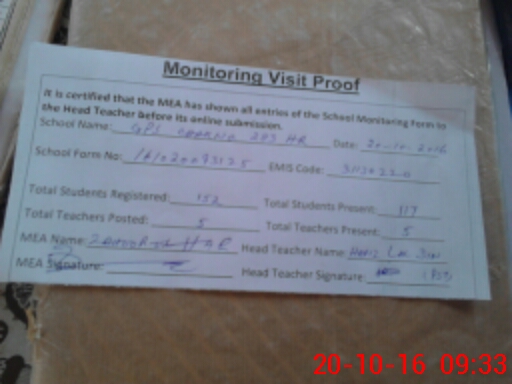 Monitoring Visit Proof
It is certified that the MEA has shown all entries of the School Monitoring Form to
the Head Teacher before its online submission.
School Name: GPS 293 HR Date: 20-10-2016
School Form No: EMIS Code:
Total Students Registered: 152 Total Students Present: 117
Total Teachers Posted: 5 Total Teachers Present: 5
MEA Name: Head Teacher Name:
MEA Signature: Head Teacher Signature:
20-10-16 09:33